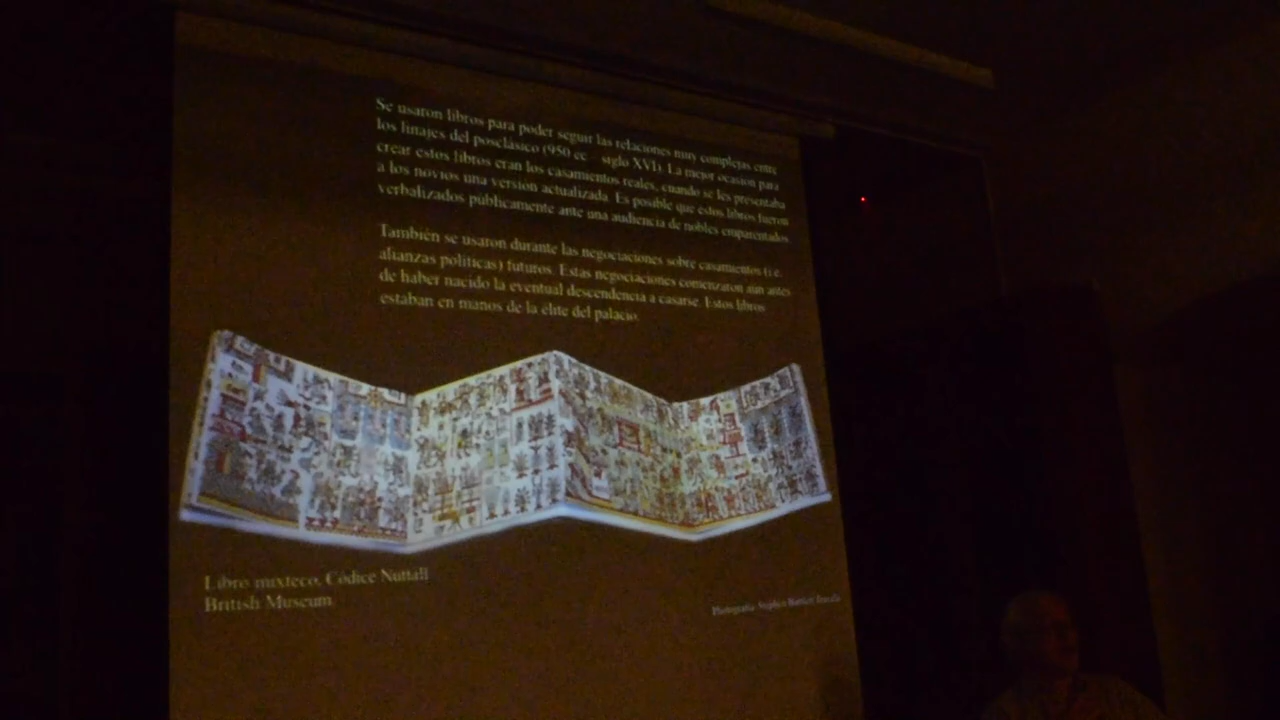 Se usaron libros para poder seguir las relaciones muy complejas entre
los linajes del posclásico (950 ec - siglo XVI). La mejor ocasión para
crear estos libros eran los casamientos reales, cuando se les presentaba
a los novios una versión actualizada. Es posible que estos libros fueron
verbalizados públicamente ante una audiencia de nobles emparentados.
También se usaron durante las negociaciones sobre casamientos (i.e.
alianzas políticas) futuros. Estas negociaciones comenzaron aún antes
de haber nacido la eventual descendencia a casarse. Estos libros
estaban en manos de la élite del palacio.
Libro mixteco, Códice Nuttall
British Museum
Photografía Stephen